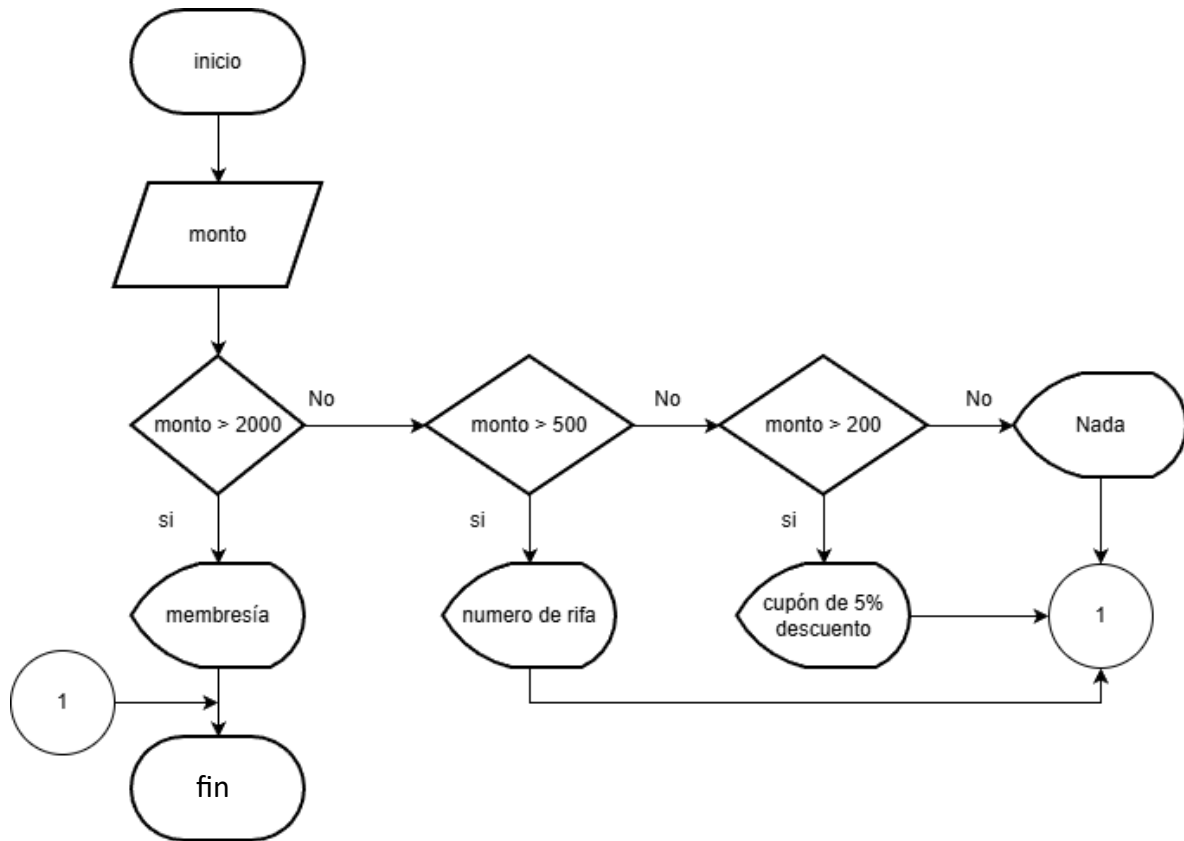 inicio
monto
monto > 2000
No
monto > 500
No
monto > 200
No
Nada
si
si
si
membresía
numero de rifa
cupón de 5%
descuento
1
1
fin